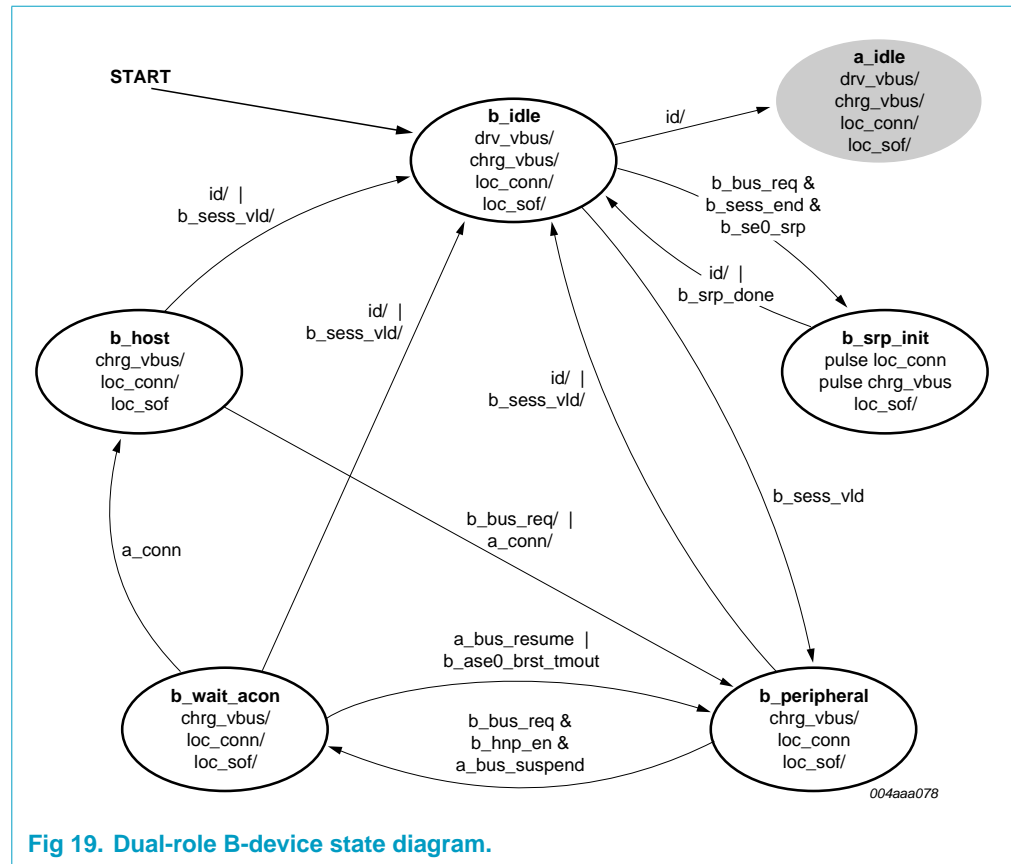 START
b_idle
drv_vbus/
chrg_vbus/
loc_conn/
loc_sof/
id/
a_idle
drv_vbus/
chrg_vbus/
loc_conn/
loc_sof/
b_bus_req &
b_sess_end &
b_se0_srp
id/ |
b_srp_done
id/ |
b_sess_vld/
id/ |
b_sess_vld/
b_host
chrg_vbus/
loc_conn/
loc_sof
b_srp_init
pulse loc_conn
pulse chrg_vbus
loc_sof/
id/ |
b_sess_vld/
b_sess_vld
b_bus_req/ |
a_conn/
a_conn
a_bus_resume |
b_ase0_brst_tmout
b_wait_acon
chrg_vbus/
loc_conn/
loc_sof/
b_bus_req &
b_hnp_en &
a_bus_suspend
b_peripheral
chrg_vbus/
loc_conn
loc_sof/
004aaa078
Fig 19. Dual-role B-device state diagram.